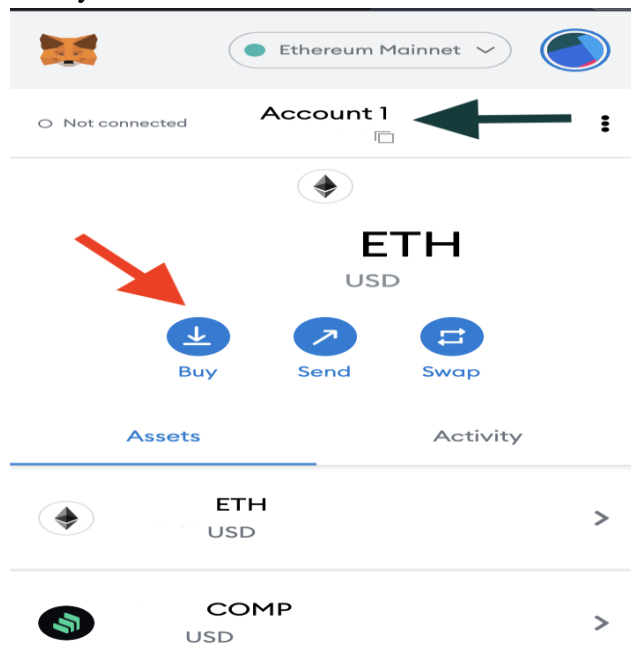 Ethereum Mainnet
Not connected
Account 1
ETH
USD
Buy Send Swap
Assets Activity
ETH
USD
COMP
USD